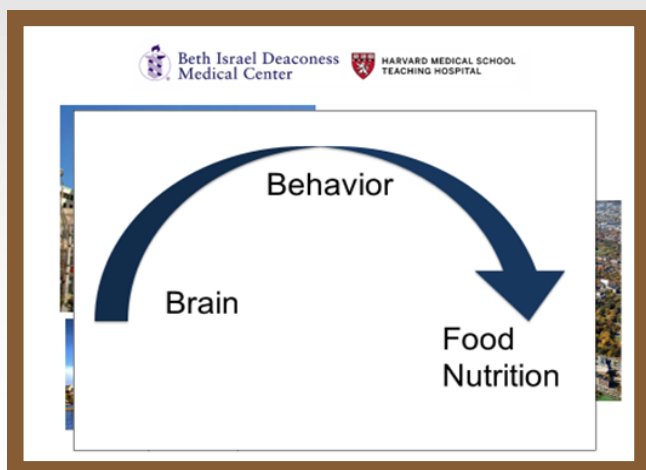 Beth Israel Deaconess
Medical Center
HARVARD MEDICAL SCHOOL
TEACHING HOSPITAL
Behavior
Brain
Food
Nutrition